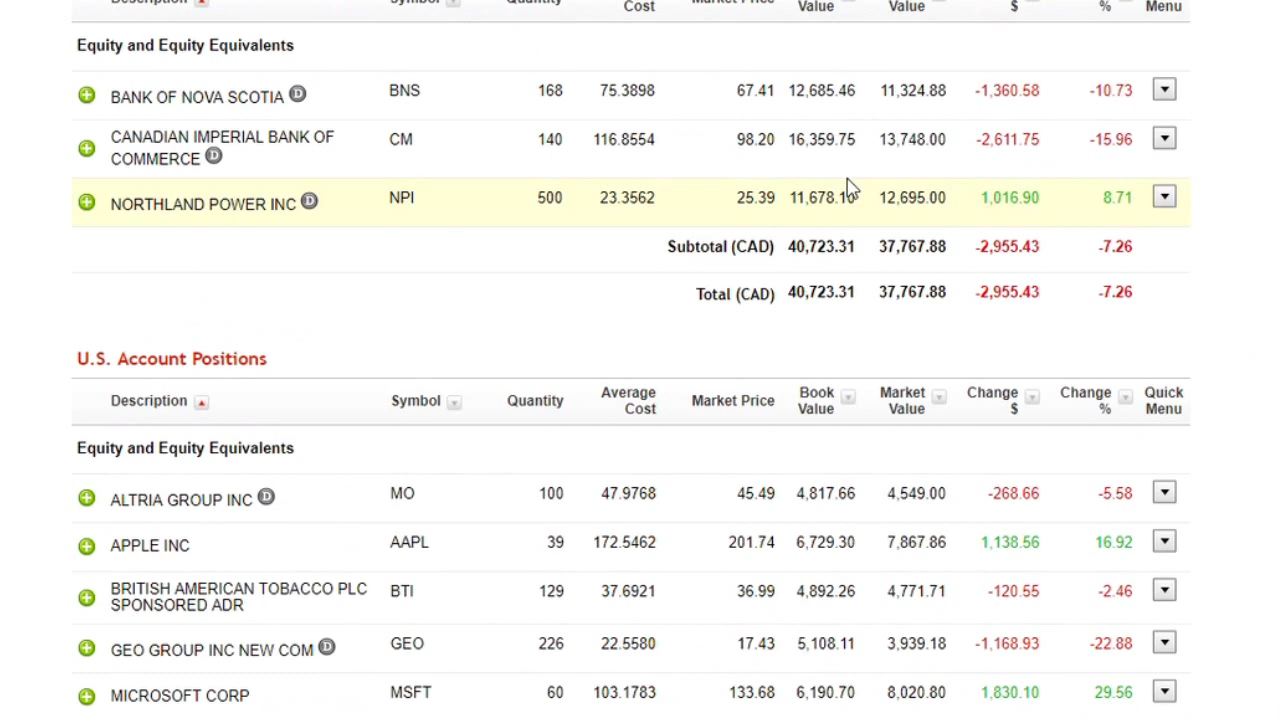 Description Symbol Quantity Cost Market Price Value Value $ % Menu
Equity and Equity Equivalents
BANK OF NOVA SCOTIA D BNS 168 75.3898 67.41 12,685.46 11,324.88 -1,360.58 -10.73
CANADIAN IMPERIAL BANK OF
COMMERCE D CM 140 116.8554 98.20 16,359.75 13,748.00 -2,611.75 -15.96
NORTHLAND POWER INC D NPI 500 23.3562 25.39 11,678.10 12,695.00 1,016.90 8.71
Subtotal (CAD) 40,723.31 37,767.88 -2,955.43 -7.26
Total (CAD) 40,723.31 37,767.88 -2,955.43 -7.26
U.S. Account Positions
Description Symbol Quantity Average Cost Market Price Book Value Market Value Change $ Change % Quick Menu
Equity and Equity Equivalents
ALTRIA GROUP INC D MO 100 47.9768 45.49 4,817.66 4,549.00 -268.66 -5.58
APPLE INC AAPL 39 172.5462 201.74 6,729.30 7,867.86 1,138.56 16.92
BRITISH AMERICAN TOBACCO PLC
SPONSORED ADR BTI 129 37.6921 36.99 4,892.26 4,771.71 -120.55 -2.46
GEO GROUP INC NEW COM D GEO 226 22.5580 17.43 5,108.11 3,939.18 -1,168.93 -22.88
MICROSOFT CORP MSFT 60 103.1783 133.68 6,190.70 8,020.80 1,830.10 29.56